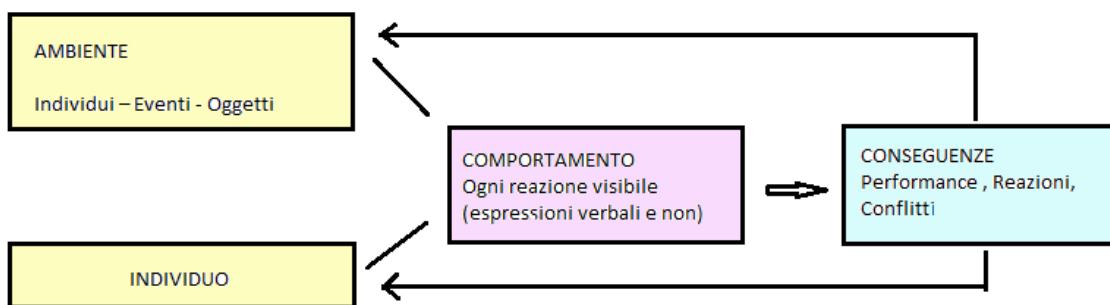 AMBIENTE
Individui – Eventi - Oggetti
COMPORTAMENTO
Ogni reazione visibile
(espressioni verbali e non)
CONSEGUENZE
Performance , Reazioni,
Conflitti
INDIVIDUO